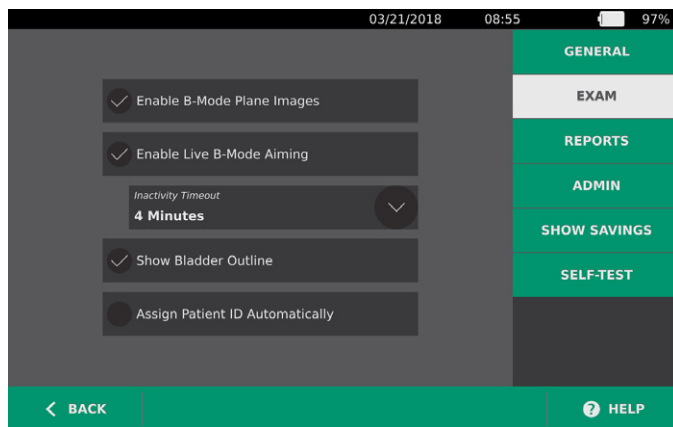 03/21/2018 08:55 97%
GENERAL
Enable B-Mode Plane Images
EXAM
REPORTS
Enable Live B-Mode Aiming
ADMIN
Inactivity Timeout
4 Minutes
SHOW SAVINGS
Show Bladder Outline
SELF-TEST
Assign Patient ID Automatically
BACK
? HELP